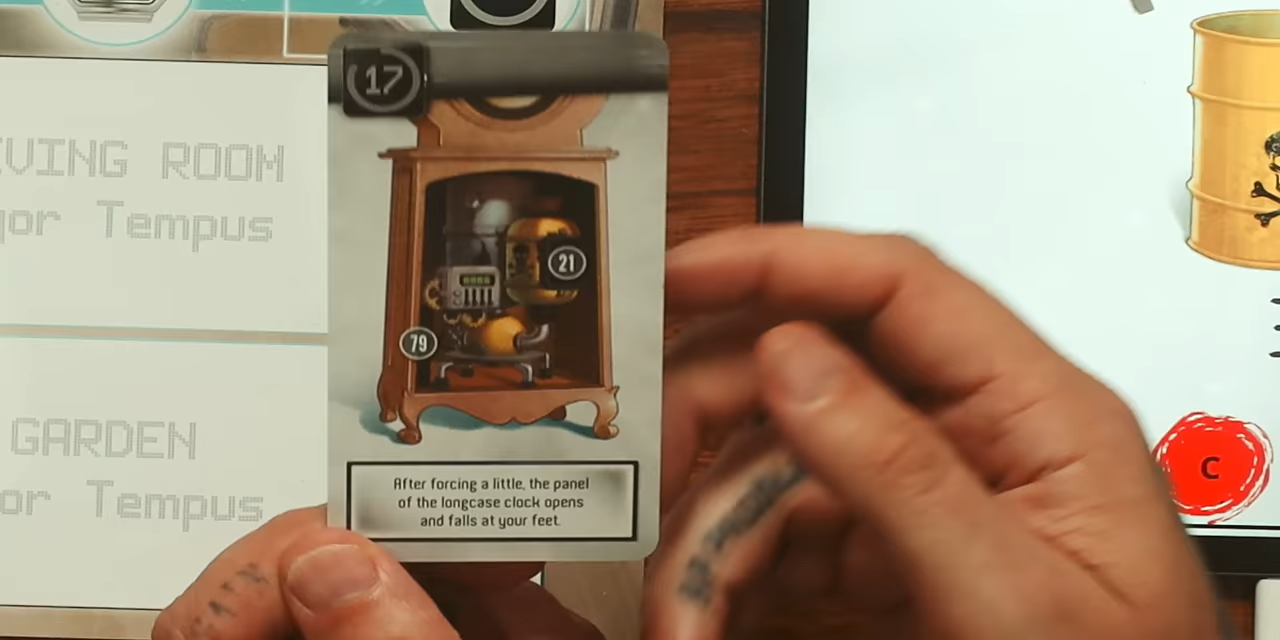 17
21
79
After forcing a little, the panel
of the longcase clock opens
and falls at your feet.
VING ROOM
or Tempus
GARDEN
or Tempus
C